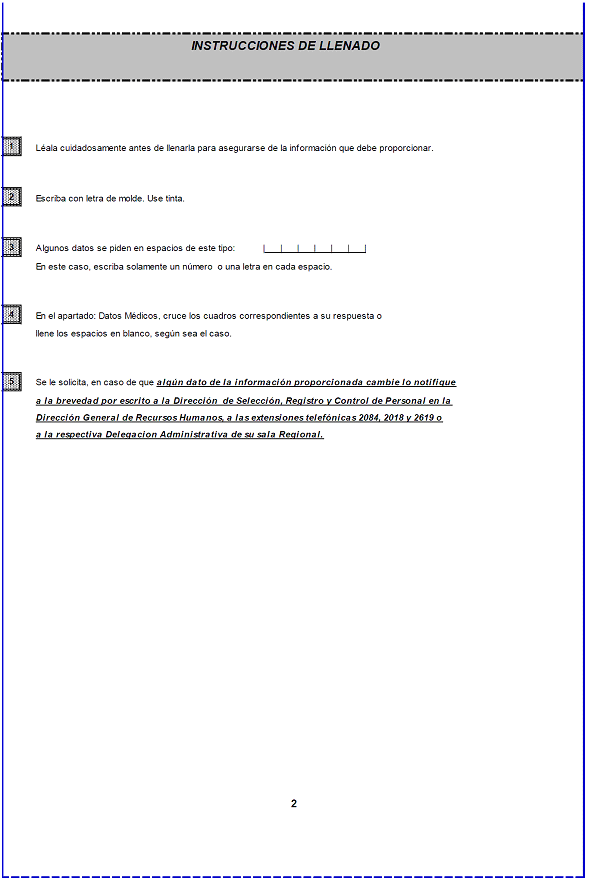 INSTRUCCIONES DE LLENADO
1 Léala cuidadosamente antes de llenarla para asegurarse de la información que debe proporcionar.
2 Escriba con letra de molde. Use tinta.
3 Algunos datos se piden en espacios de este tipo:
En este caso, escriba solamente un número o una letra en cada espacio.
4 En el apartado: Datos Médicos, cruce los cuadros correspondientes a su respuesta o
llene los espacios en blanco, según sea el caso.
5 Se le solicita, en caso de que algún dato de la información proporcionada cambie lo notifique
a la brevedad por escrito a la Dirección de Selección, Registro y Control de Personal en la
Dirección General de Recursos Humanos, a las extensiones telefónicas 2084, 2018 y 2619 o
a la respectiva Delegacion Administrativa de su sala Regional.
2